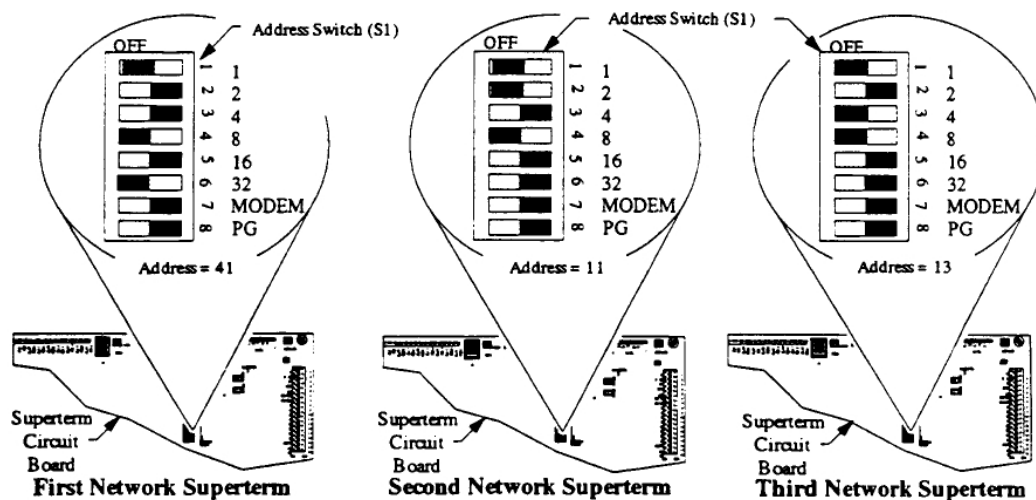 Address Switch (S1)
OFF
1 1
2 2
3 4
4 8
5 16
6 32
7 MODEM
8 PG
Address = 41
Superterm
Circuit
Board
First Network Superterm
Address Switch (S1)
OFF
1 1
2 2
3 4
4 8
5 16
6 32
7 MODEM
8 PG
Address = 11
Superterm
Circuit
Board
Second Network Superterm
OFF
1 1
2 2
3 4
4 8
5 16
6 32
7 MODEM
8 PG
Address = 13
Superterm
Circuit
Board
Third Network Superterm